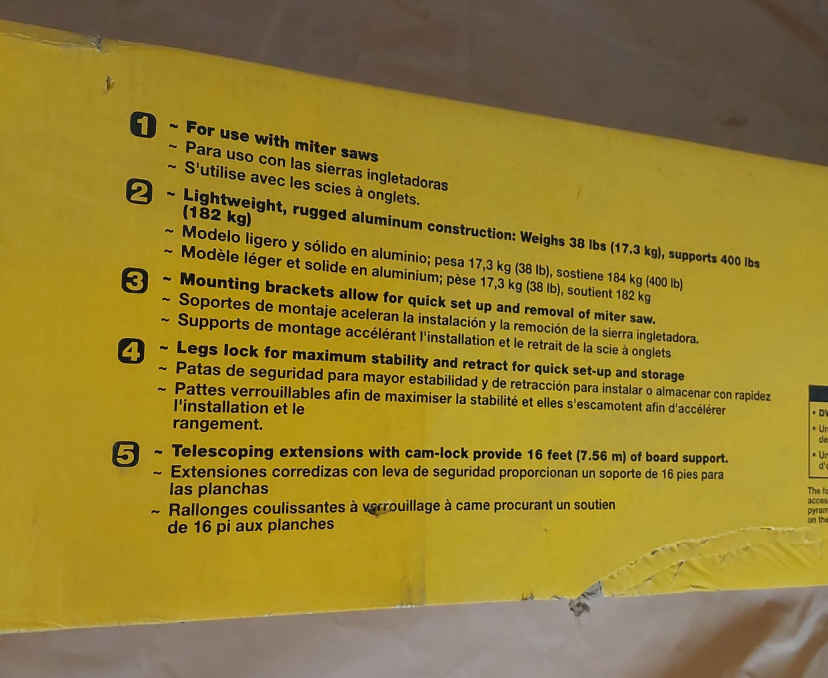 1 ~ For use with miter saws
~ Para uso con las sierras ingletadoras
~ S'utilise avec les scies à onglets.
2 ~ Lightweight, rugged aluminum construction: Weighs 38 lbs (17.3 kg), supports 400 lbs
(182 kg)
~ Modelo ligero y sólido en aluminio; pesa 17,3 kg (38 lb), sostiene 184 kg (400 lb)
~ Modèle léger et solide en aluminium; pèse 17,3 kg (38 lb), soutient 182 kg
3 ~ Mounting brackets allow for quick set up and removal of miter saw.
~ Soportes de montaje aceleran la instalación y la remoción de la sierra ingletadora.
~ Supports de montage accélérant l'installation et le retrait de la scie à onglets
4 ~ Legs lock for maximum stability and retract for quick set-up and storage
~ Patas de seguridad para mayor estabilidad y de retracción para instalar o almacenar con rapidez
~ Pattes verrouillables afin de maximiser la stabilité et elles s'escamotent afin d'accélérer
l'installation et le
rangement.
5 ~ Telescoping extensions with cam-lock provide 16 feet (7.56 m) of board support.
~ Extensiones corredizas con leva de seguridad proporcionan un soporte de 16 pies para
las planchas
~ Rallonges coulissantes à verrouillage à came procurant un soutien
de 16 pi aux planches
The
on the